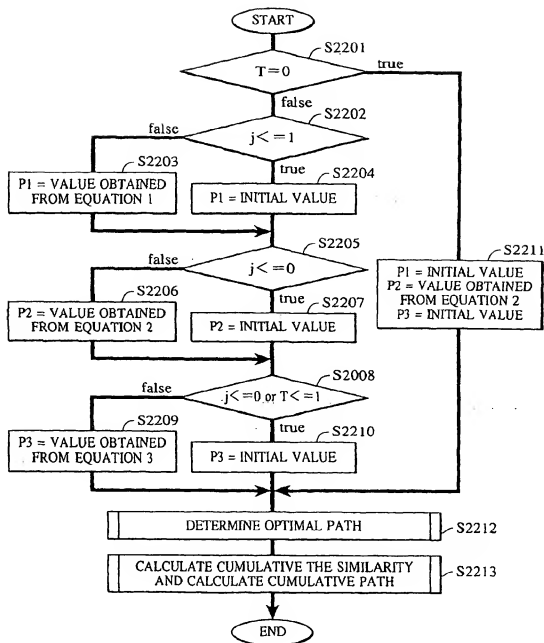 START
S2201
T=0
true
false
S2202
false
j<=1
S2203
true
S2204
P1 = VALUE OBTAINED
FROM EQUATION 1
P1 = INITIAL VALUE
S2205
false
j<=0
S2211
S2206
true
S2207
P1 = INITIAL VALUE
P2 = VALUE OBTAINED
FROM EQUATION 2
P3 = INITIAL VALUE
P2 = VALUE OBTAINED
FROM EQUATION 2
P2 = INITIAL VALUE
S2008
false
j<=0 or T<=1
S2209
true
S2210
P3 = VALUE OBTAINED
FROM EQUATION 3
P3 = INITIAL VALUE
DETERMINE OPTIMAL PATH
S2212
CALCULATE CUMULATIVE THE SIMILARITY
AND CALCULATE CUMULATIVE PATH
S2213
END